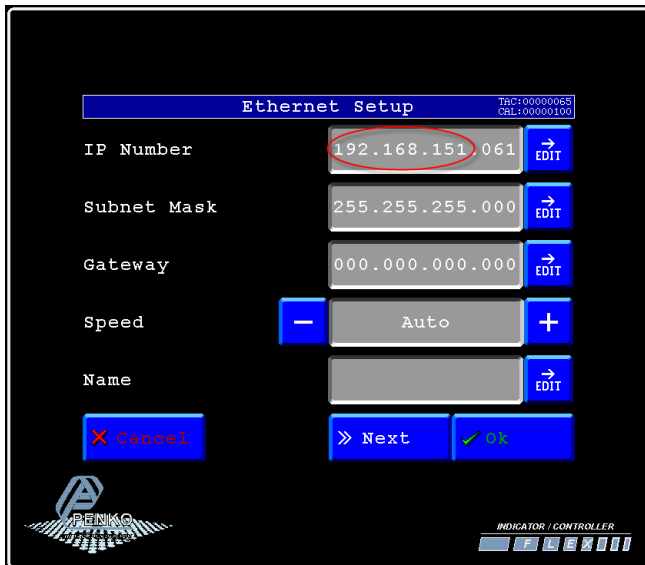 Ethernet Setup
TAC:00000065
CAL:00000100
IP Number 192.168.151.061 EDIT
Subnet Mask 255.255.255.000 EDIT
Gateway 000.000.000.000 EDIT
Speed − Auto +
Name EDIT
Cancel Next Ok
PENKO
INDICATOR / CONTROLLER
FLEX